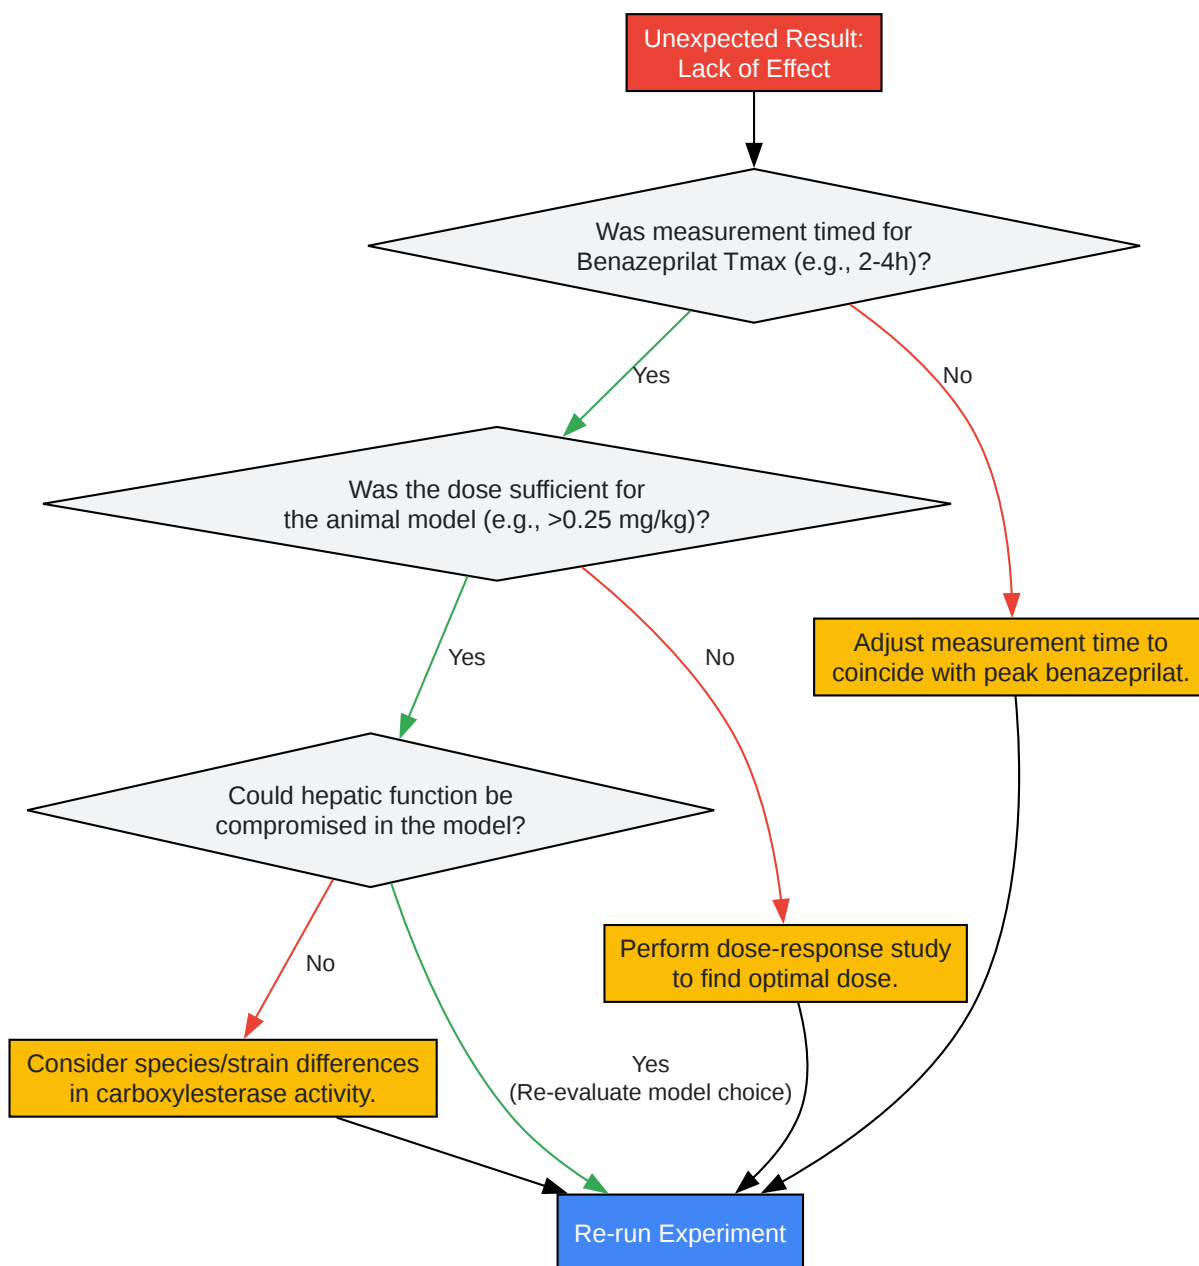 Unexpected Result:
Lack of Effect
Was measurement timed for
Benazeprilat Tmax (e.g., 2-4h)?
Yes
No
Was the dose sufficient for
the animal model (e.g., >0.25 mg/kg)?
Yes
No
Adjust measurement time to
coincide with peak benazeprilat.
Could hepatic function be
compromised in the model?
No
Perform dose-response study
to find optimal dose.
Consider species/strain differences
in carboxylesterase activity.
Yes
(Re-evaluate model choice)
Re-run Experiment